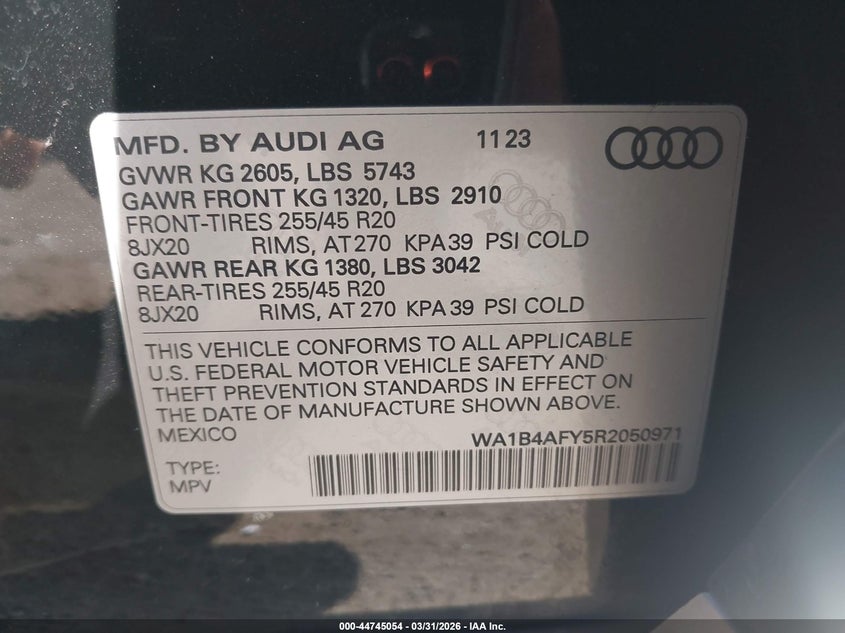 MFD. BY AUDI AG 11 23
GVWR KG 2605, LBS 5743
GAWR FRONT KG 1320, LBS 2910
FRONT-TIRES 255/45 R20
8JX20 RIMS, AT 270 KPA 39 PSI COLD
GAWR REAR KG 1380, LBS 3042
REAR-TIRES 255/45 R20
8JX20 RIMS, AT 270 KPA 39 PSI COLD
THIS VEHICLE CONFORMS TO ALL APPLICABLE
U.S. FEDERAL MOTOR VEHICLE SAFETY AND
THEFT PREVENTION STANDARDS IN EFFECT ON
THE DATE OF MANUFACTURE SHOWN ABOVE.
MEXICO WA1B4AFY5R2050971
TYPE:
MPV
000-44745054 - 03/31/2026 - IAA Inc.